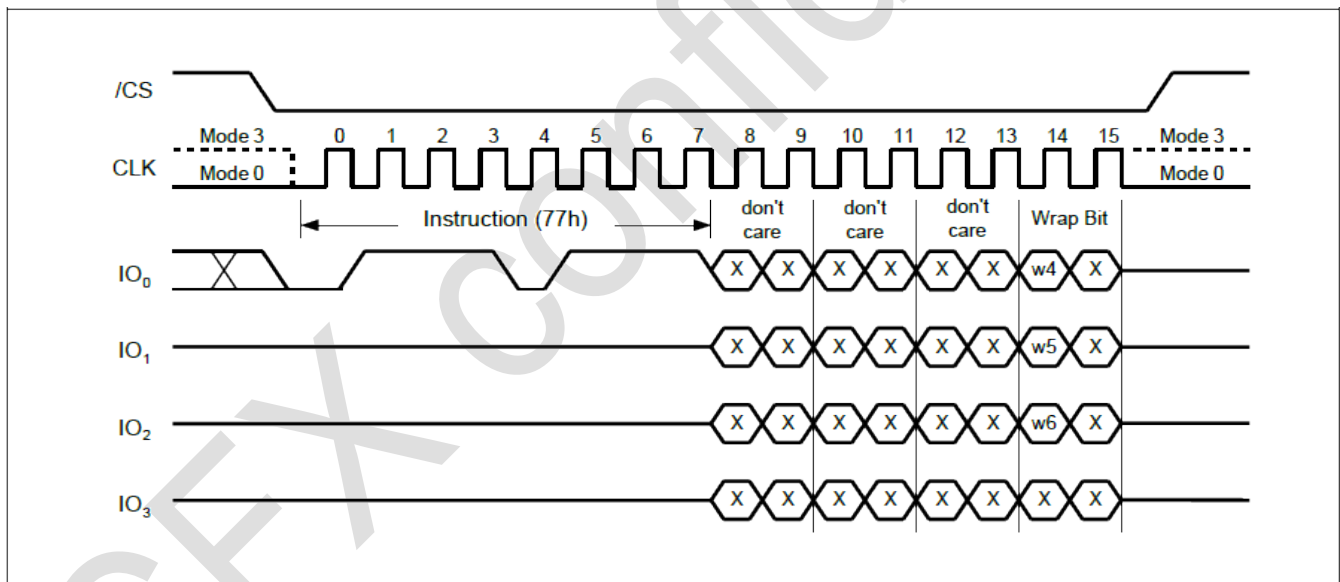 /CS
Mode 3 0 1 2 3 4 5 6 7 8 9 10 11 12 13 14 15 Mode 3
CLK
Mode 0 Mode 0
Instruction (77h) don't care don't care don't care Wrap Bit
IO0 X X X X X X w4 X
IO1 X X X X X X w5 X
IO2 X X X X X X w6 X
IO3 X X X X X X X X